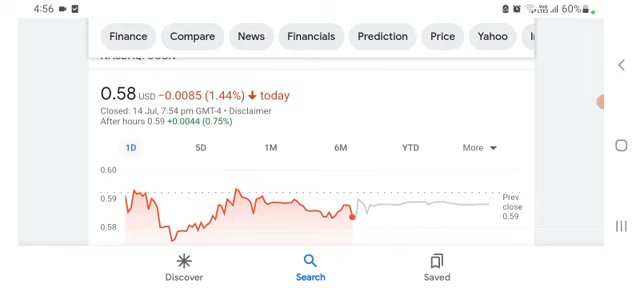 4:56 60%
Finance Compare News Financials Prediction Price Yahoo
0.58 USD −0.0085 (1.44%) today
Closed: 14 Jul, 7:54 pm GMT-4 • Disclaimer
After hours 0.59 +0.0044 (0.75%)
1D 5D 1M 6M YTD More
0.60
0.59
0.58
Prev
close
0.59
Discover Search Saved